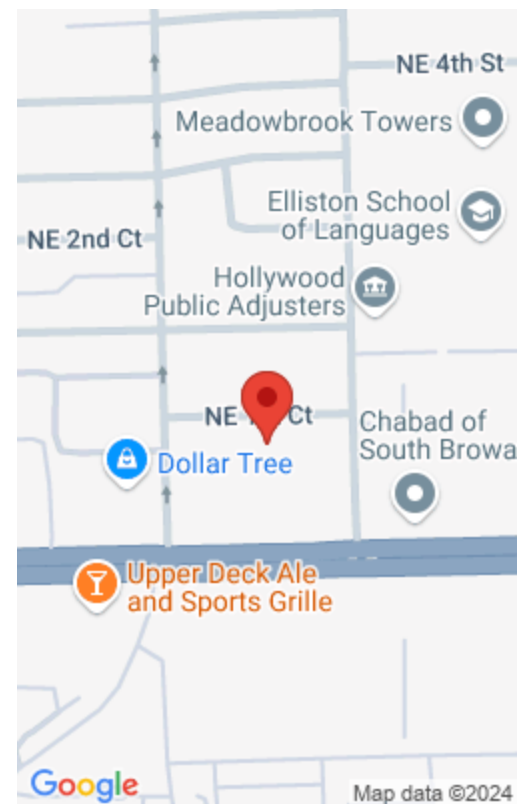 NE 4th St
Meadowbrook Towers
Elliston School
of Languages
NE 2nd Ct
Hollywood
Public Adjusters
NE Ct
Chabad of
South Browa
Dollar Tree
Upper Deck Ale
and Sports Grille
Google
Map data ©2024